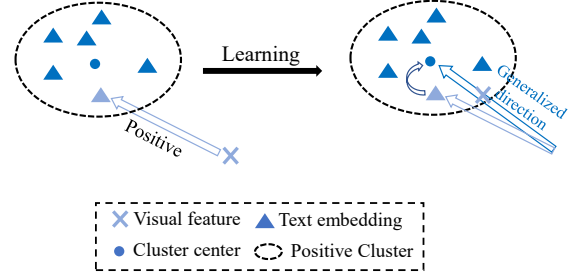 Learning
Positive
Generalized
direction
Visual feature
Text embedding
Cluster center
Positive Cluster